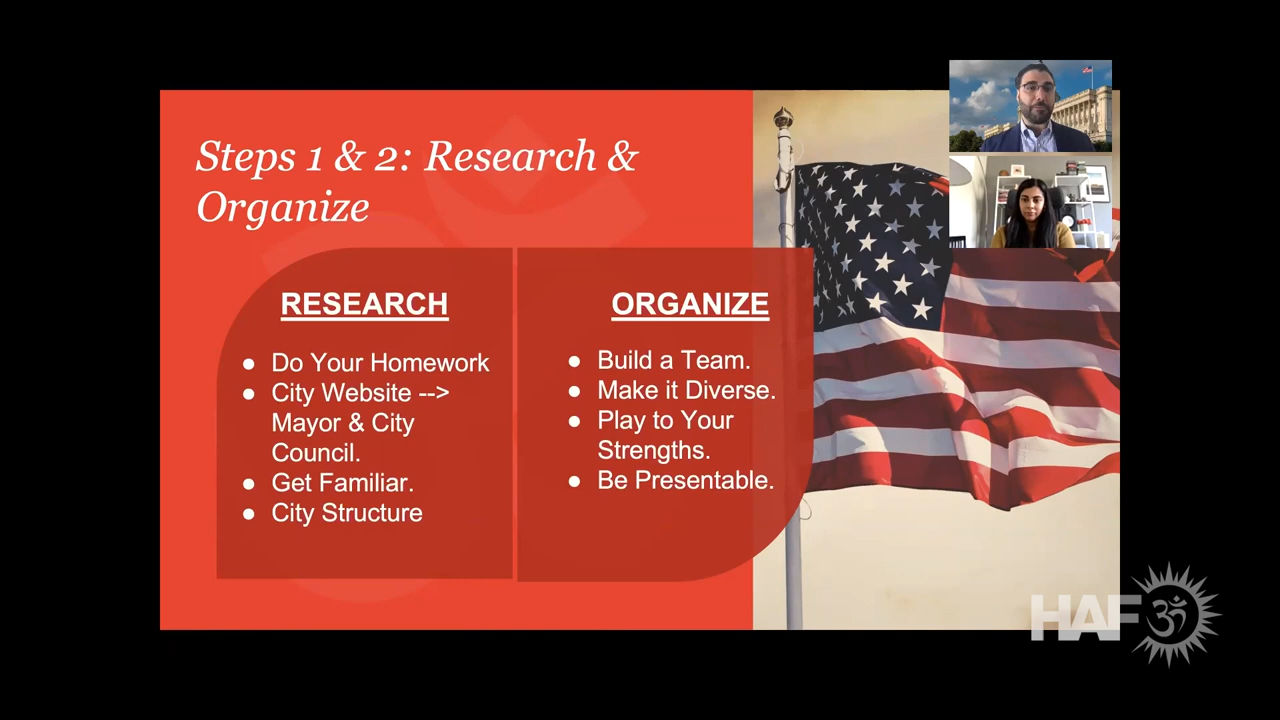 Steps 1 & 2: Research &
Organize
RESEARCH
● Do Your Homework
● City Website -->
Mayor & City
Council.
● Get Familiar.
● City Structure
ORGANIZE
● Build a Team.
● Make it Diverse.
● Play to Your
Strengths.
● Be Presentable.
HAF ॐ